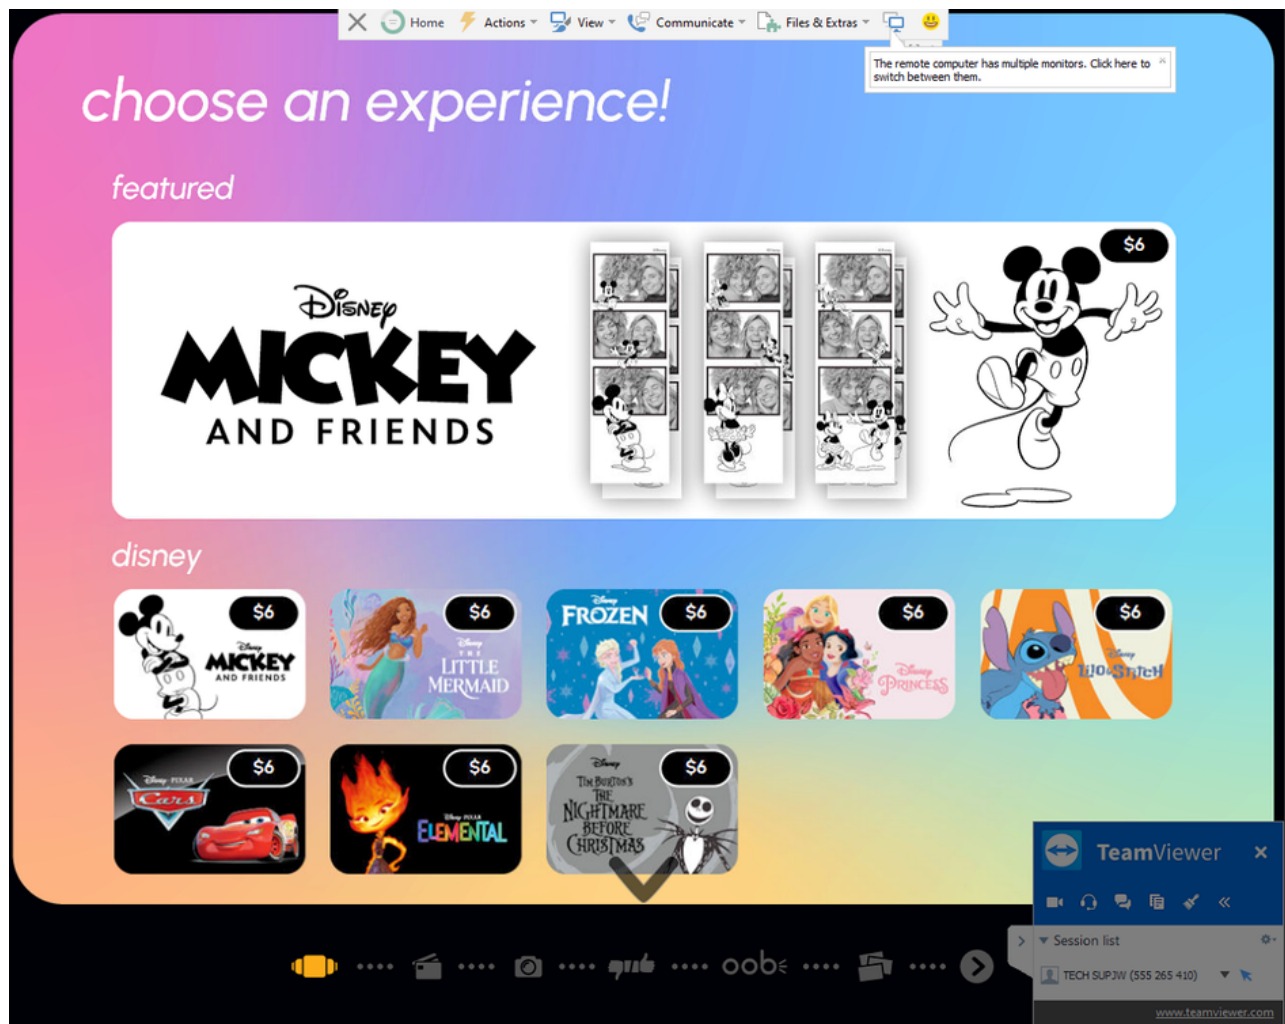 Home
Actions
View
Communicate
Files & Extras
The remote computer has multiple monitors. Click here to
switch between them.
choose an experience!
featured
$6
Disney
MICKEY
AND FRIENDS
disney
$6
Disney
MICKEY
AND FRIENDS
$6
Disney
THE
LITTLE
MERMAID
$6
Disney
FROZEN
$6
Disney
PRINCESS
$6
Disney
LILO & STITCH
$6
Disney PIXAR
Cars
$6
Disney PIXAR
ELEMENTAL
$6
Disney
TIM BURTON'S
THE
NIGHTMARE
BEFORE
CHRISTMAS
TeamViewer
Session list
TECH SUPJW (555 265 410)
www.teamviewer.com
oob